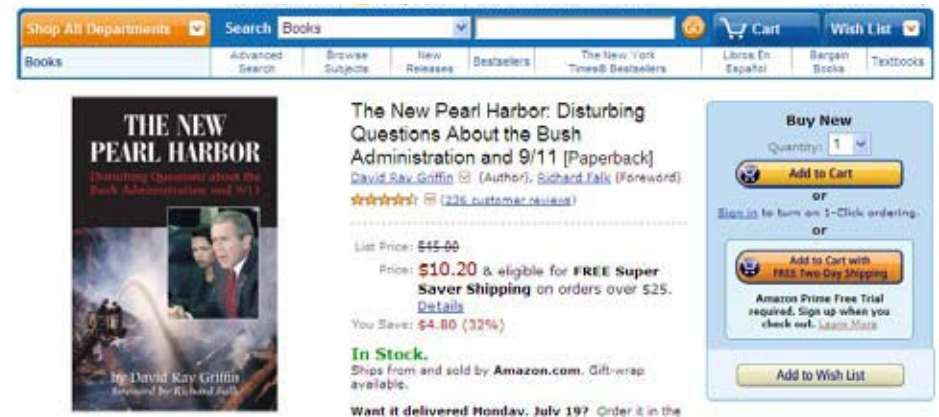 Shop All Departments
Search Books
GO
Cart
Wish List
Books
Advanced Search
Browse Subjects
New Releases
Bestsellers
The New York Times® Bestsellers
Libros En Español
Bargain Books
Textbooks
THE NEW
PEARL HARBOR
Disturbing Questions about the
Bush Administration and 9/11
by David Ray Griffin
foreword by Richard Falk
The New Pearl Harbor: Disturbing
Questions About the Bush
Administration and 9/11 [Paperback]
David Ray Griffin (Author), Richard Falk (Foreword)
(236 customer reviews)
List Price: $15.00
Price: $10.20 & eligible for FREE Super
Saver Shipping on orders over $25.
Details
You Save: $4.80 (32%)
In Stock.
Ships from and sold by Amazon.com. Gift-wrap
available.
Want it delivered Monday, July 19? Order it in the
Buy New
Quantity: 1
Add to Cart
or
Sign in to turn on 1-Click ordering.
or
Add to Cart with
FREE Two-Day Shipping
Amazon Prime Free Trial
required. Sign up when you
check out. Learn More
Add to Wish List